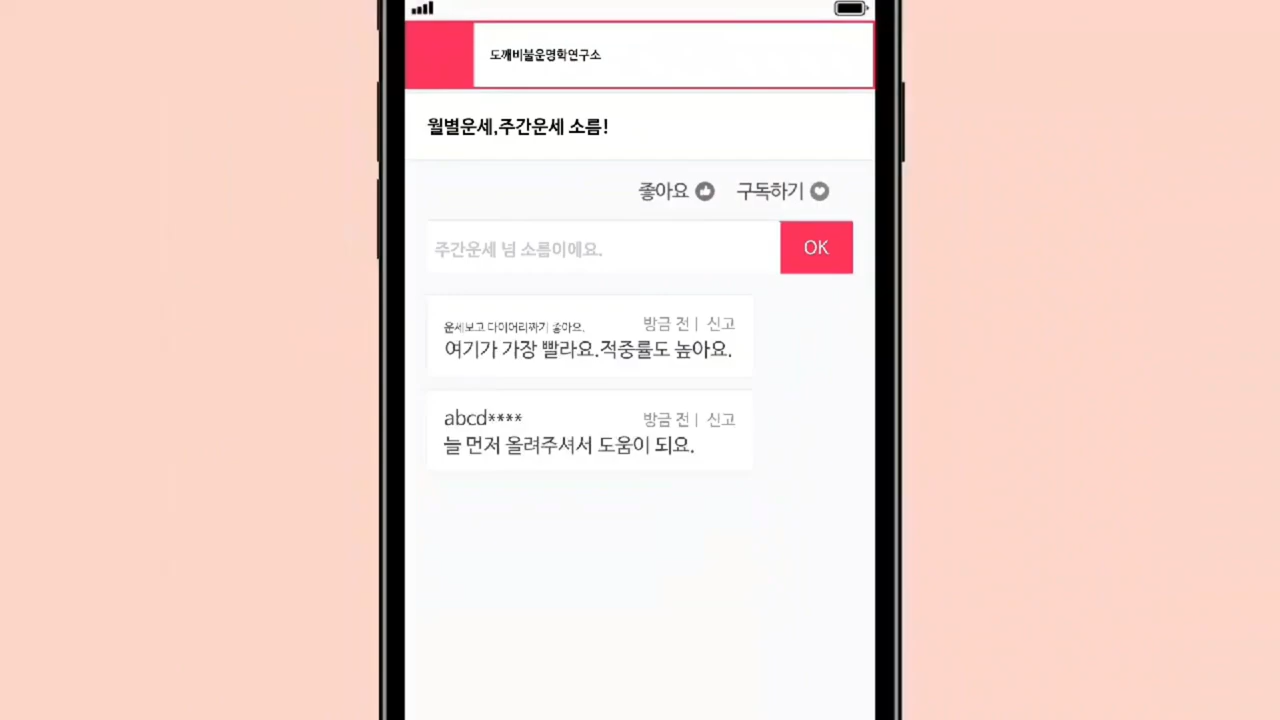 도깨비불운명학연구소
월별운세,주간운세 소름!
좋아요 구독하기
주간운세 넘 소름이에요. OK
운세보고 다이어리짜기 좋아요. 방금 전 | 신고
여기가 가장 빨라요.적중률도 높아요.
abcd**** 방금 전 | 신고
늘 먼저 올려주셔서 도움이 되요.